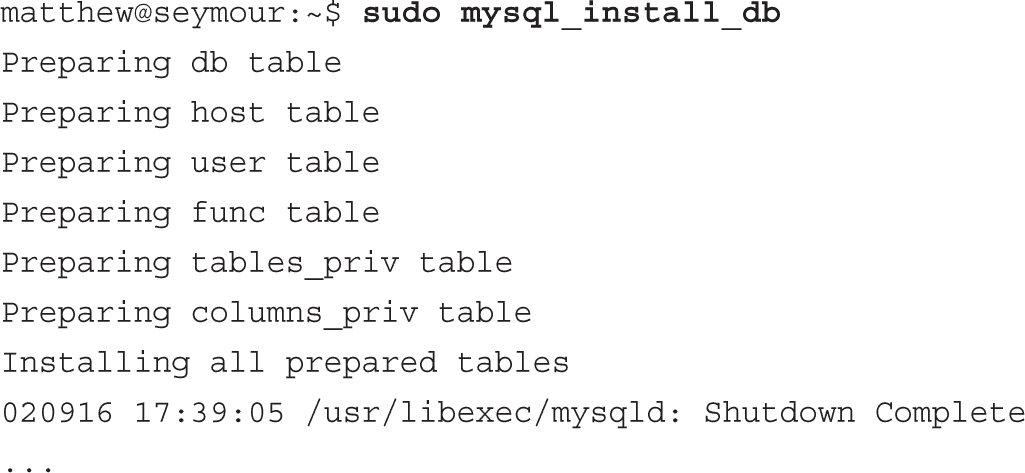 matthew@seymour:~$ sudo mysql_install_db
Preparing db table
Preparing host table
Preparing user table
Preparing func table
Preparing tables_priv table
Preparing columns_priv table
Installing all prepared tables
020916 17:39:05 /usr/libexec/mysqld: Shutdown Complete
...